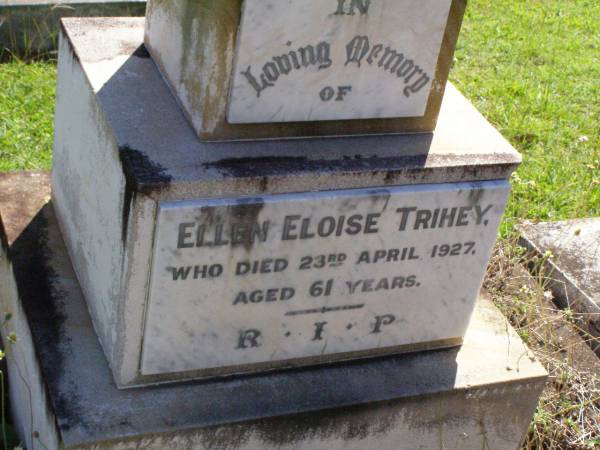 IN
Loving Memory
OF
ELLEN ELOISE TRIHEY,
WHO DIED 23RD APRIL 1927,
AGED 61 YEARS.
R · I · P